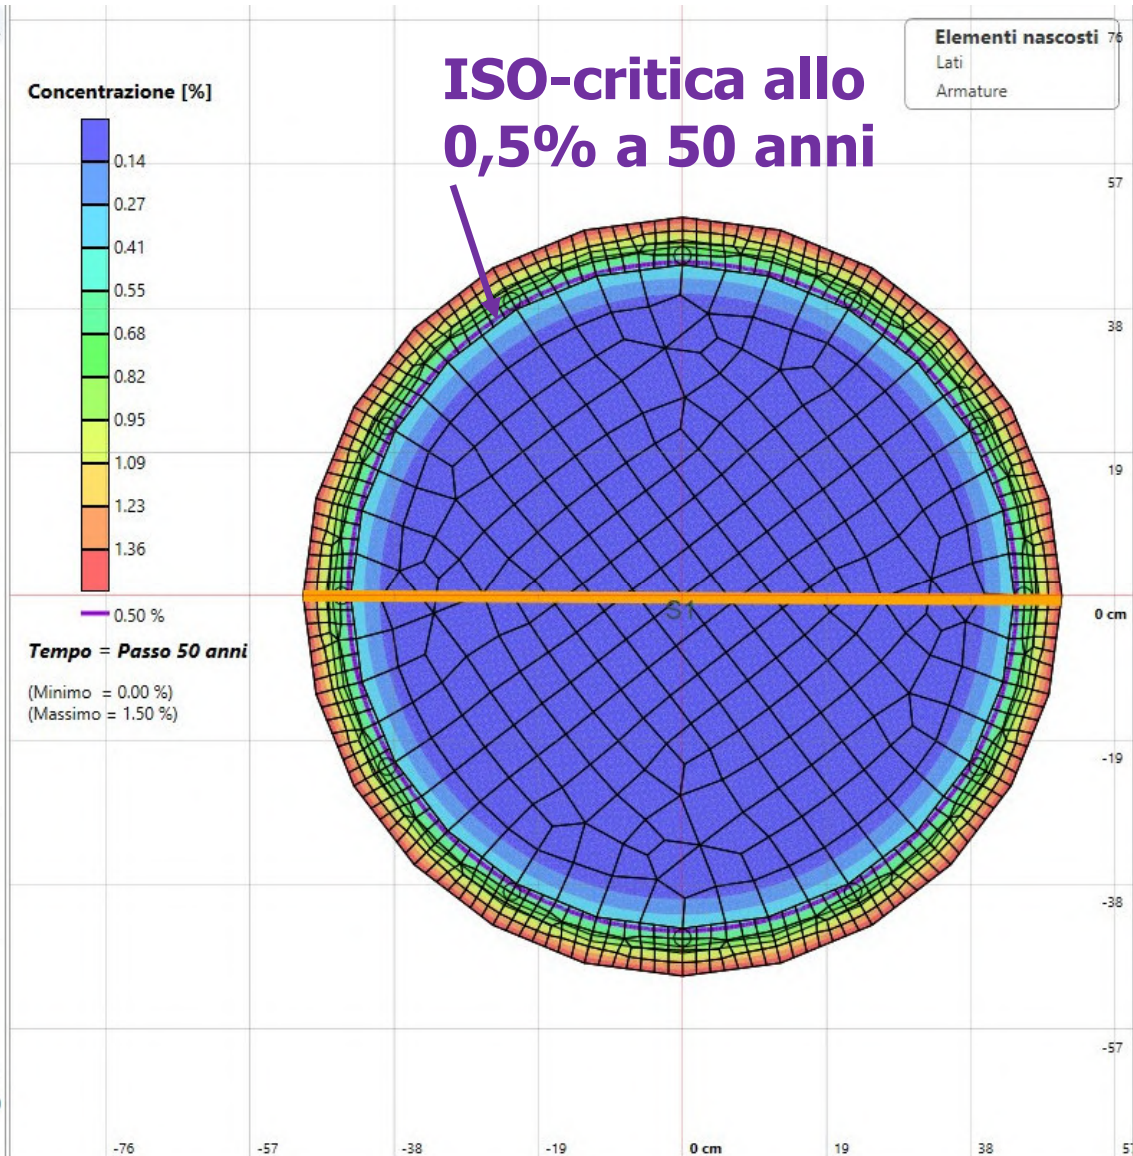 Elementi nascosti
Lati
Armature
76
ISO-critica allo
0,5% a 50 anni
Concentrazione [%]
0.14
0.27
0.41
0.55
0.68
0.82
0.95
1.09
1.23
1.36
0.50 %
Tempo = Passo 50 anni
(Minimo = 0.00 %)
(Massimo = 1.50 %)
57
38
19
S1
0 cm
-19
-38
-57
-76
-57
-38
-19
0 cm
19
38
57